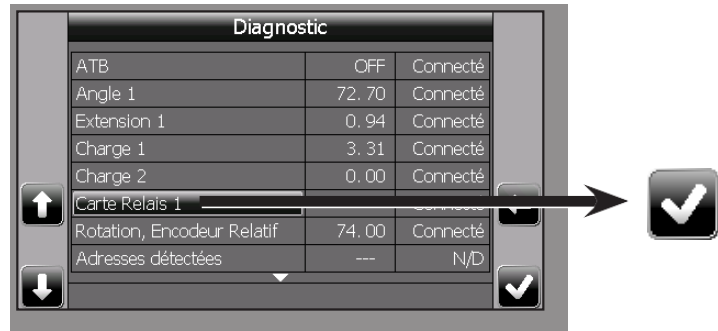 Diagnostic
ATB OFF Connecté
Angle 1 72.70 Connecté
Extension 1 0.94 Connecté
Charge 1 3.31 Connecté
Charge 2 0.00 Connecté
Carte Relais 1
Rotation, Encodeur Relatif 74.00 Connecté
Adresses détectées --- N/D